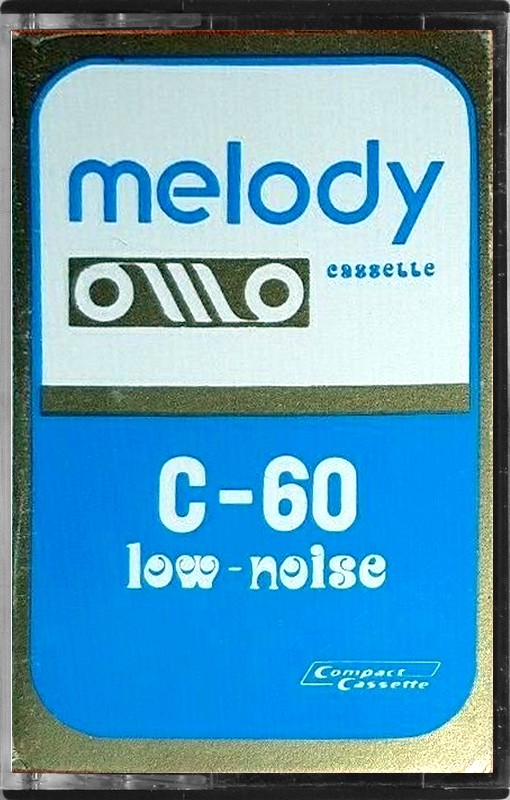 melody
cassette
C-60
low-noise
Compact
Cassette